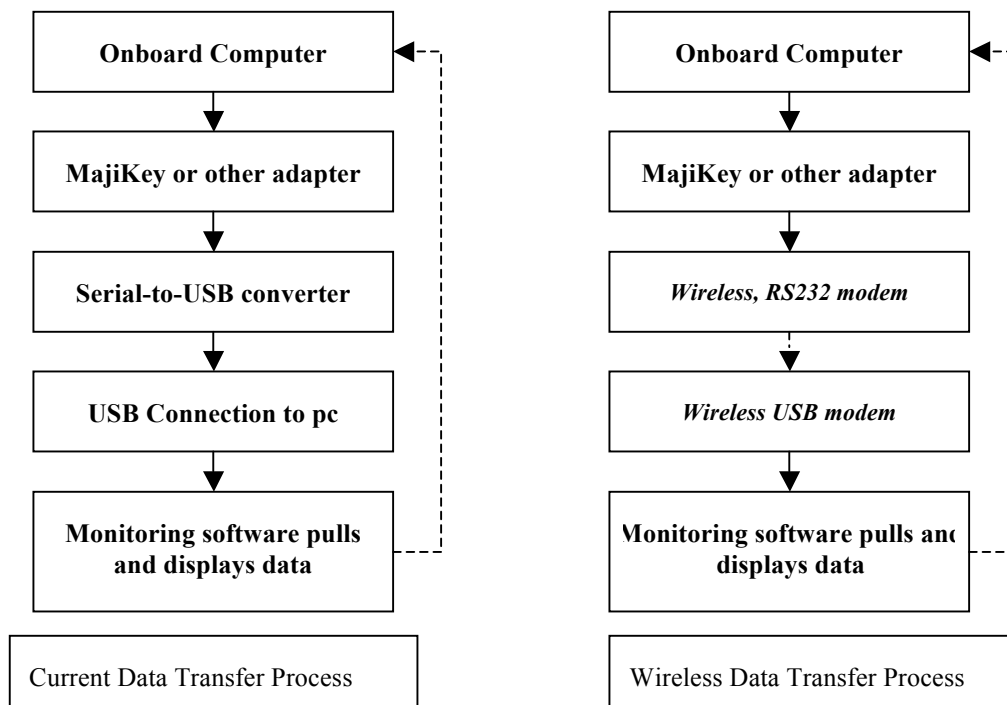 Onboard Computer
MajiKey or other adapter
Serial-to-USB converter
USB Connection to pc
Monitoring software pulls
and displays data
Current Data Transfer Process
Onboard Computer
MajiKey or other adapter
Wireless, RS232 modem
Wireless USB modem
Monitoring software pulls and
displays data
Wireless Data Transfer Process